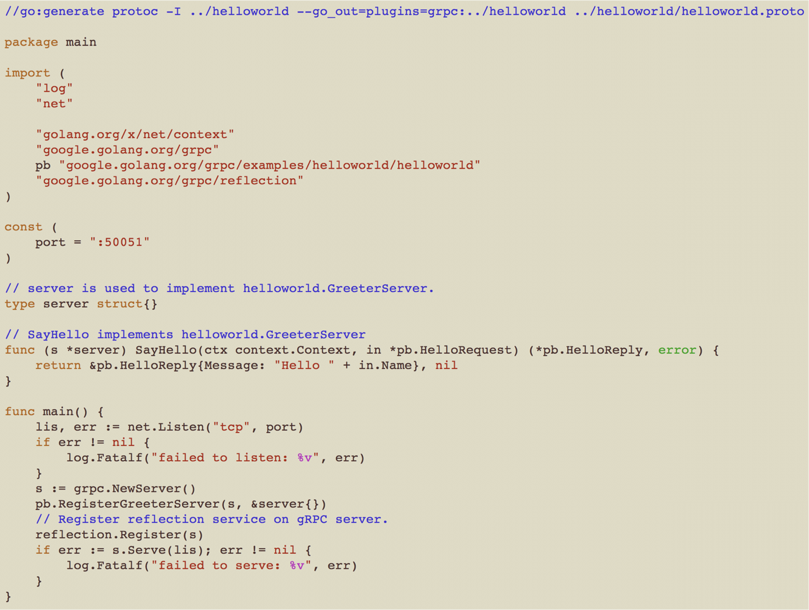 //go:generate protoc -I ../helloworld --go_out=plugins=grpc:../helloworld ../helloworld/helloworld.proto

package main

import (
    "log"
    "net"

    "golang.org/x/net/context"
    "google.golang.org/grpc"
    pb "google.golang.org/grpc/examples/helloworld/helloworld"
    "google.golang.org/grpc/reflection"
)

const (
    port = ":50051"
)

// server is used to implement helloworld.GreeterServer.
type server struct{}

// SayHello implements helloworld.GreeterServer
func (s *server) SayHello(ctx context.Context, in *pb.HelloRequest) (*pb.HelloReply, error) {
    return &pb.HelloReply{Message: "Hello " + in.Name}, nil
}

func main() {
    lis, err := net.Listen("tcp", port)
    if err != nil {
        log.Fatalf("failed to listen: %v", err)
    }
    s := grpc.NewServer()
    pb.RegisterGreeterServer(s, &server{})
    // Register reflection service on gRPC server.
    reflection.Register(s)
    if err := s.Serve(lis); err != nil {
        log.Fatalf("failed to serve: %v", err)
    }
}